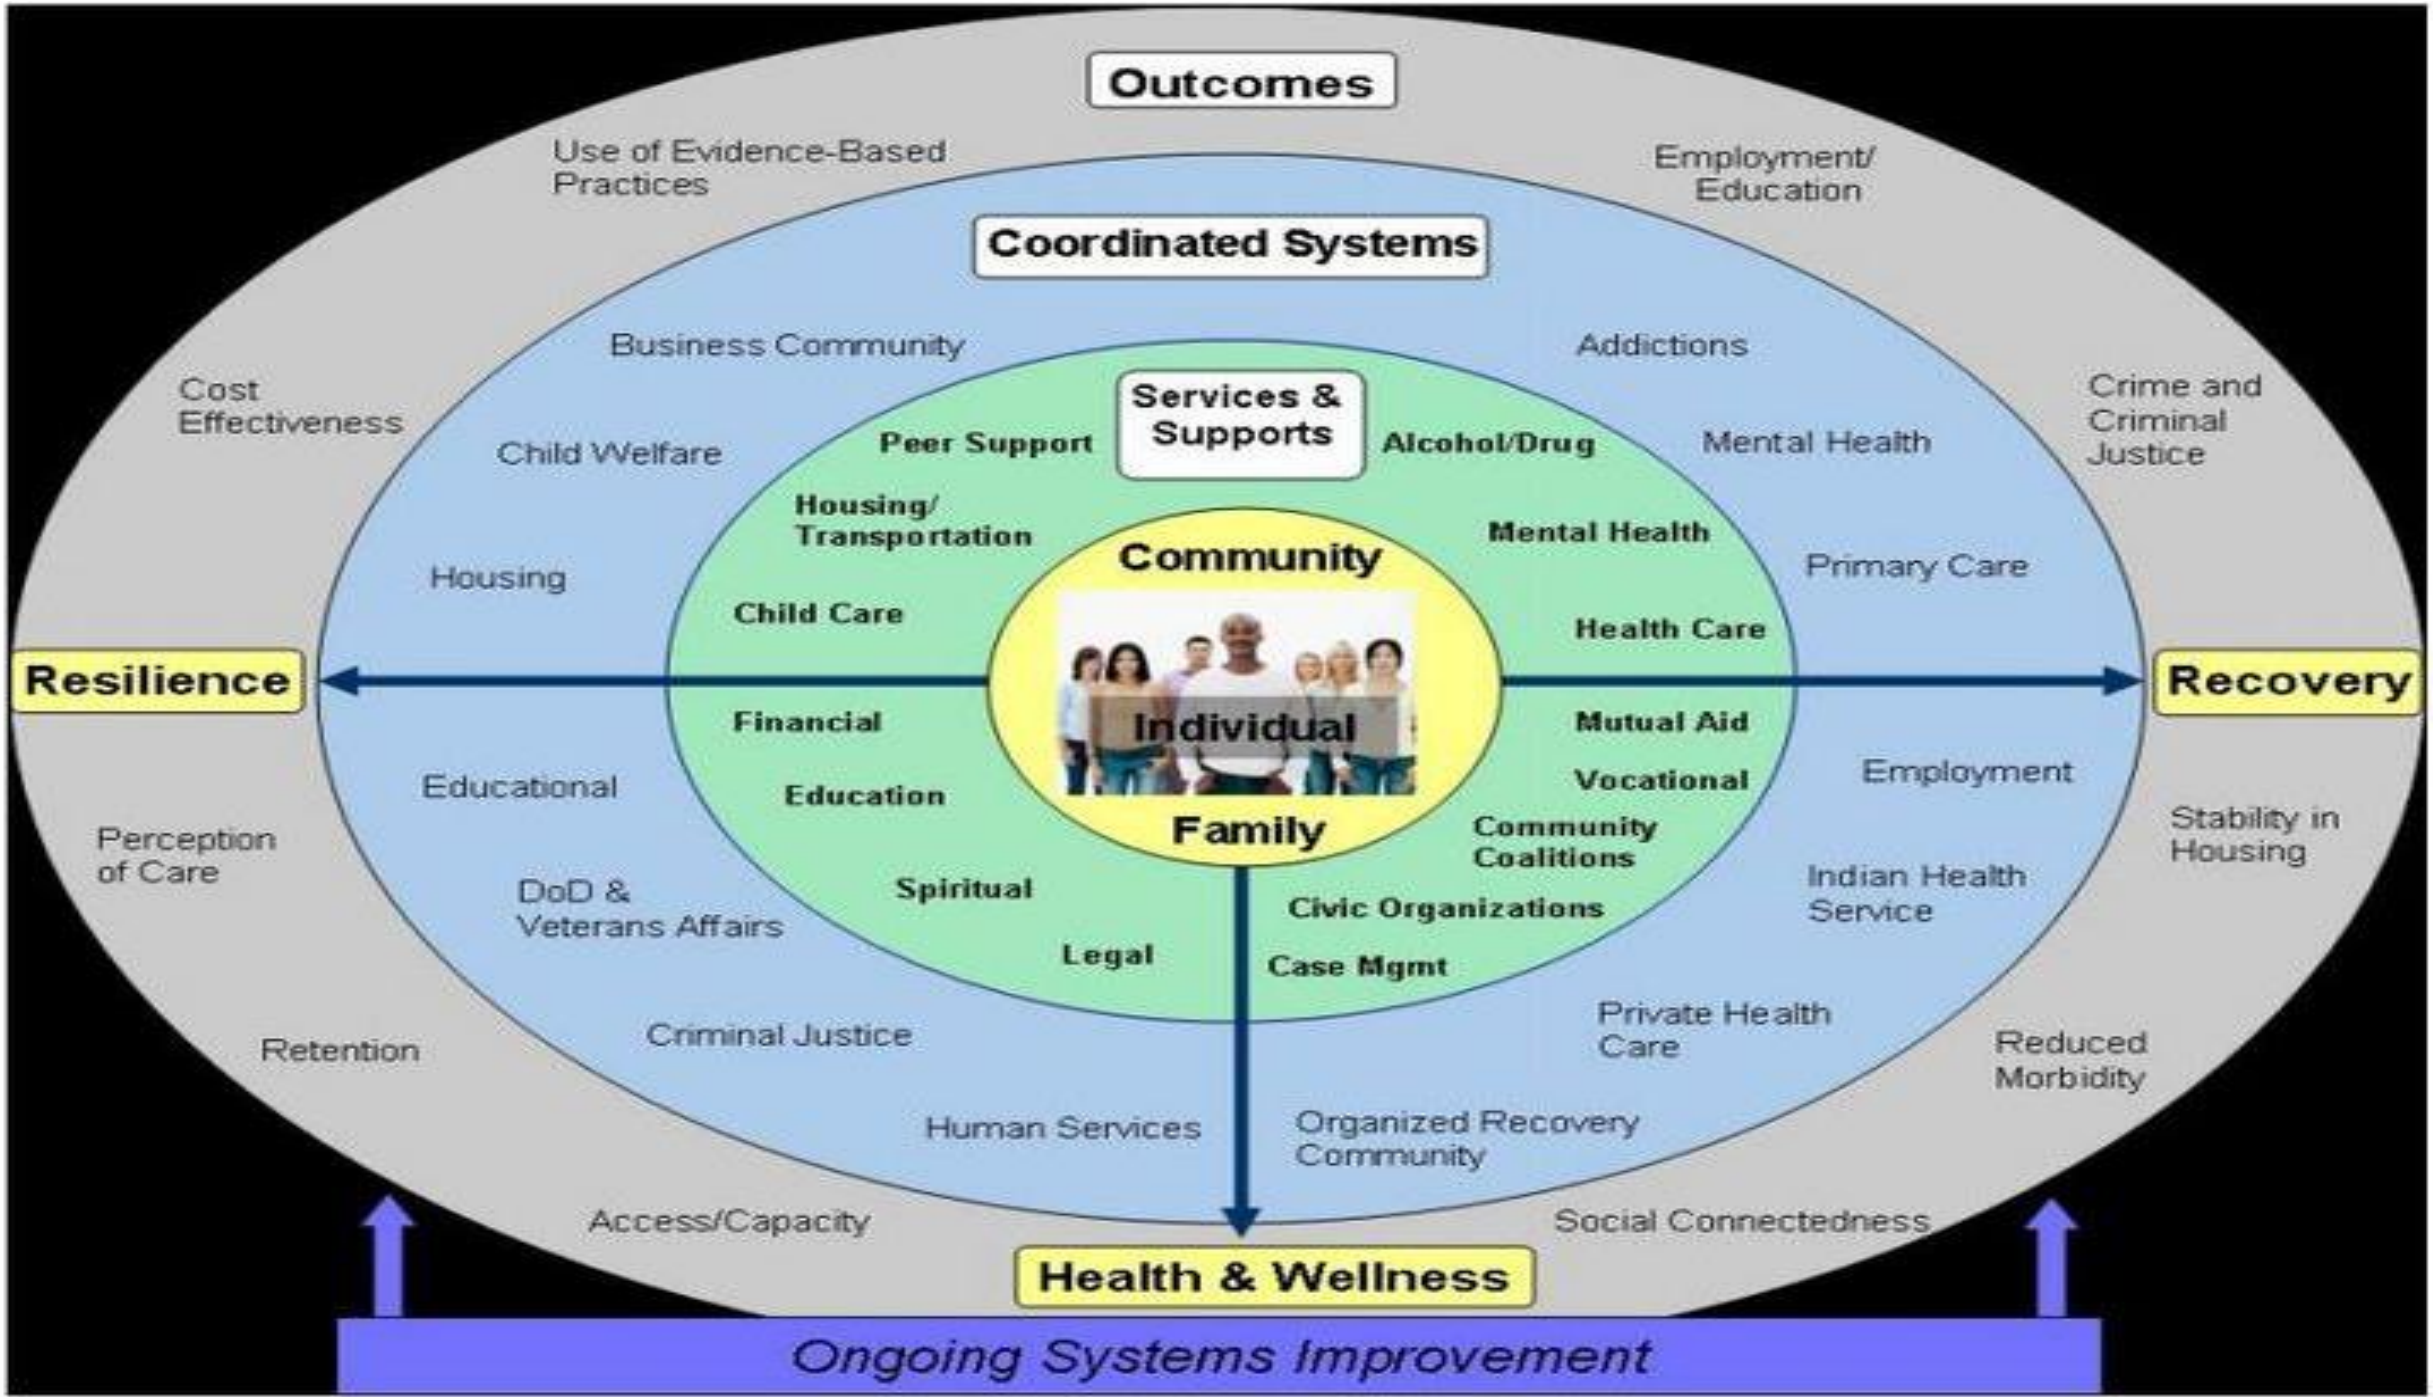 Outcomes
Use of Evidence-Based
Practices
Employment/
Education
Coordinated Systems
Business Community
Addictions
Cost
Effectiveness
Crime and
Criminal
Justice
Services &
Supports
Child Welfare
Peer Support
Alcohol/Drug
Mental Health
Housing/
Transportation
Mental Health
Community
Housing
Primary Care
Child Care
Health Care
Resilience
Recovery
Individual
Financial
Mutual Aid
Educational
Education
Vocational
Employment
Family
Community
Coalitions
Perception
of Care
Stability in
Housing
DoD &
Veterans Affairs
Spiritual
Civic Organizations
Indian Health
Service
Legal
Case Mgmt
Retention
Criminal Justice
Private Health
Care
Reduced
Morbidity
Human Services
Organized Recovery
Community
Access/Capacity
Social Connectedness
Health & Wellness
Ongoing Systems Improvement